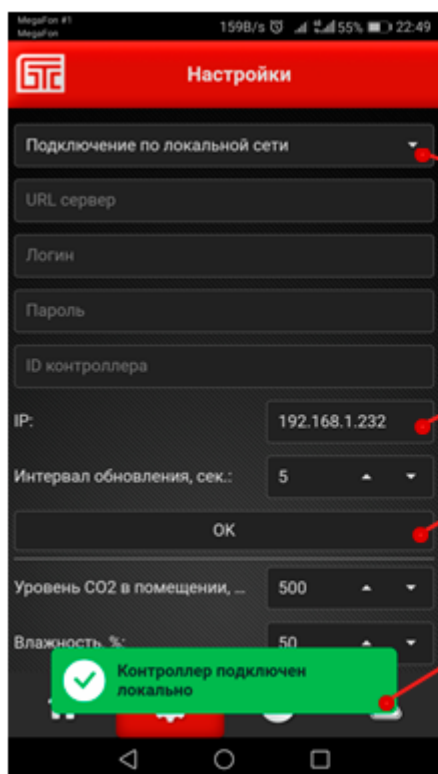 MegaFon #1
MegaFon
159B/s 55% 22:49
БТС
Настройки
Подключение по локальной сети
URL сервер
Логин
Пароль
ID контроллера
IP: 192.168.1.232
Интервал обновления, сек.: 5
OK
Уровень CO2 в помещении, ... 500
Влажность, %: 50
Контроллер подключен
локально